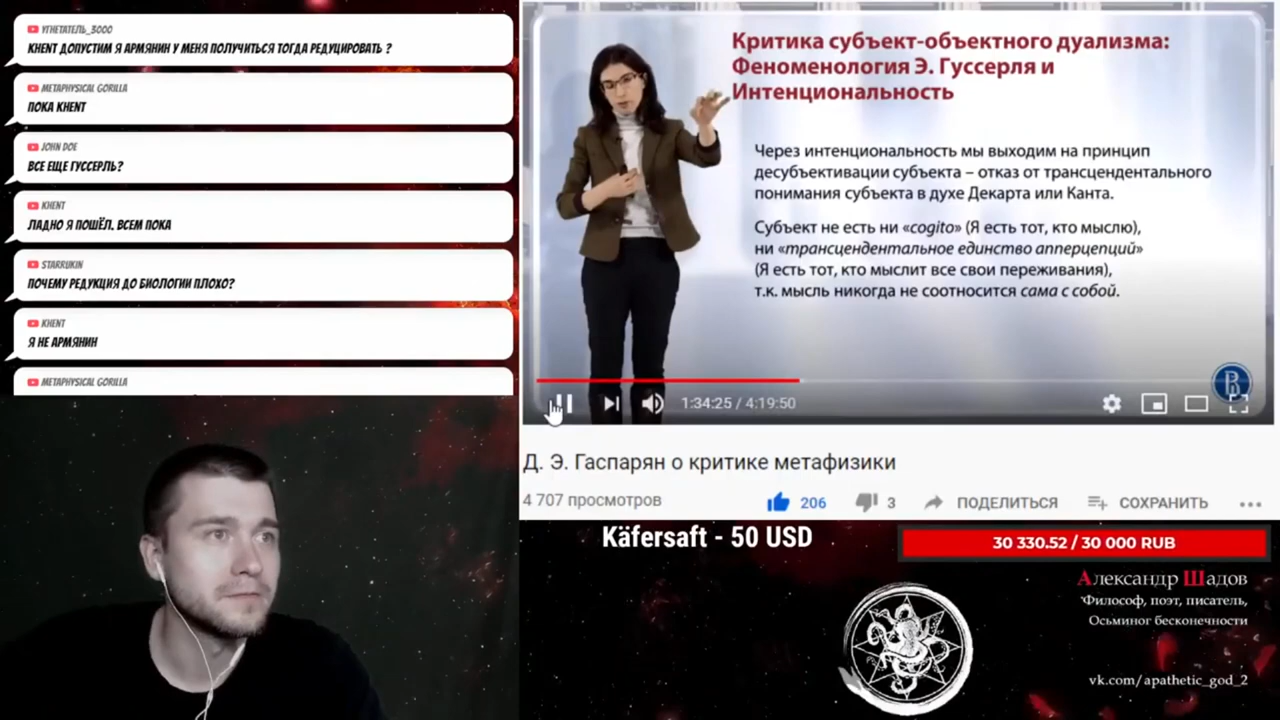 УГНЕТАТЕЛЬ_3000
KHENT ДОПУСТИМ Я АРМЯНИН У МЕНЯ ПОЛУЧИТЬСЯ ТОГДА РЕДУЦИРОВАТЬ ?
METAPHYSICAL GORILLA
ПОКА KHENT
JOHN DOE
ВСЕ ЕЩЕ ГУССЕРЛЬ?
KHENT
ЛАДНО Я ПОШЁЛ. ВСЕМ ПОКА
STARRUKIN
ПОЧЕМУ РЕДУКЦИЯ ДО БИОЛОГИИ ПЛОХО?
KHENT
Я НЕ АРМЯНИН
METAPHYSICAL GORILLA
Критика субъект-объектного дуализма:
Феноменология Э. Гуссерля и
Интенциональность
Через интенциональность мы выходим на принцип
десубъективации субъекта – отказ от трансцендентального
понимания субъекта в духе Декарта или Канта.
Субъект не есть ни «cogito» (Я есть тот, кто мыслю),
ни «трансцендентальное единство апперцепций»
(Я есть тот, кто мыслит все свои переживания),
т.к. мысль никогда не соотносится сама с собой.
1:34:25 / 4:19:50
Д. Э. Гаспарян о критике метафизики
4 707 просмотров
206
3
ПОДЕЛИТЬСЯ
СОХРАНИТЬ
Käfersaft - 50 USD
30 330.52 / 30 000 RUB
Александр Шадов
Философ, поэт, писатель,
Осьминог бесконечности
vk.com/apathetic_god_2